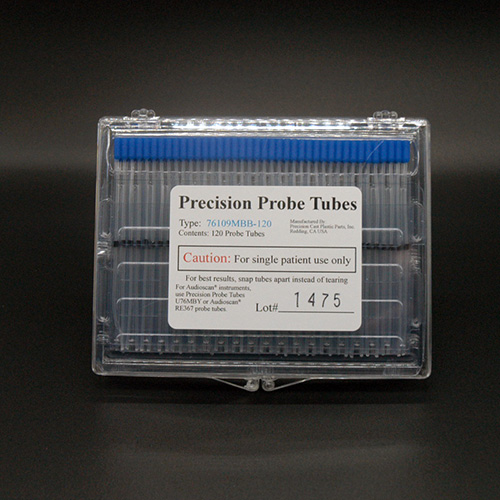 Precision Probe Tubes
Type: 76109MBB-120
Contents: 120 Probe Tubes
Manufactured By:
Precision Cast Plastic Parts, Inc.
Redding, CA USA
Caution: For single patient use only
For best results, snap tubes apart instead of tearing
For Audioscan® instruments,
use Precision Probe Tubes
U76MBY or Audioscan®
RE367 probe tubes.
Lot# 1475